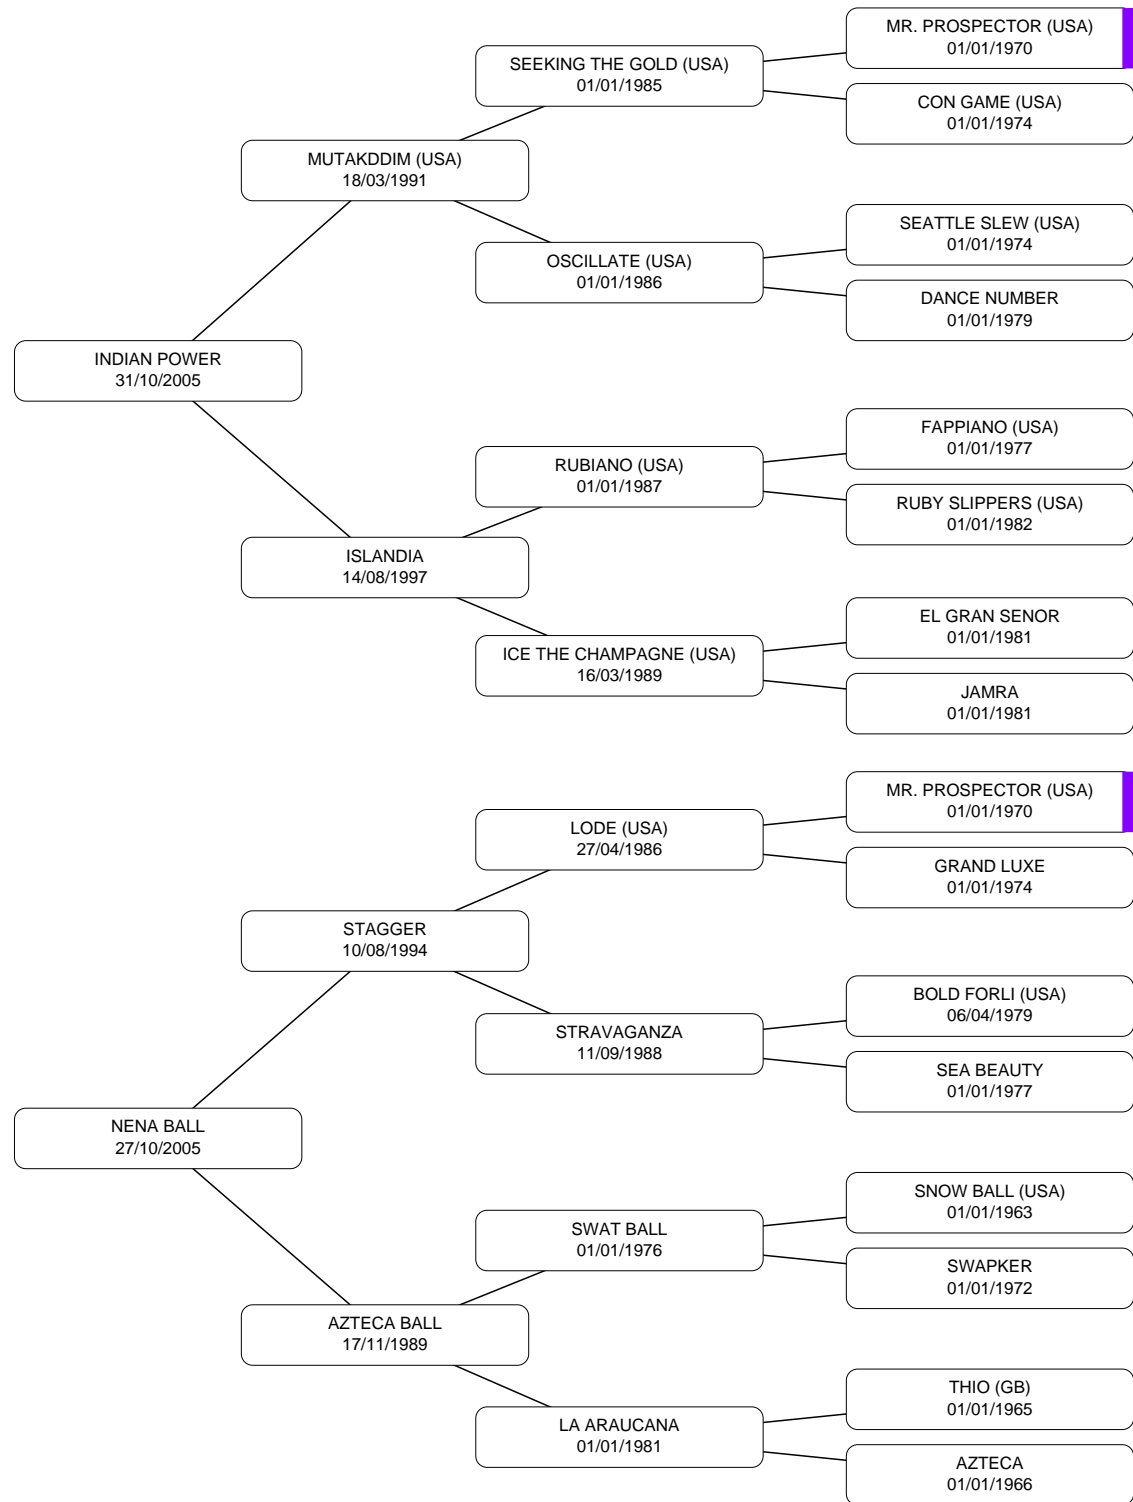 MR. PROSPECTOR (USA)
01/01/1970
SEEKING THE GOLD (USA)
01/01/1985
CON GAME (USA)
01/01/1974
MUTAKDDIM (USA)
18/03/1991
SEATTLE SLEW (USA)
01/01/1974
OSCILLATE (USA)
01/01/1986
DANCE NUMBER
01/01/1979
INDIAN POWER
31/10/2005
FAPPIANO (USA)
01/01/1977
RUBIANO (USA)
01/01/1987
RUBY SLIPPERS (USA)
01/01/1982
ISLANDIA
14/08/1997
EL GRAN SENOR
01/01/1981
ICE THE CHAMPAGNE (USA)
16/03/1989
JAMRA
01/01/1981
MR. PROSPECTOR (USA)
01/01/1970
LODE (USA)
27/04/1986
GRAND LUXE
01/01/1974
STAGGER
10/08/1994
BOLD FORLI (USA)
06/04/1979
STRAVAGANZA
11/09/1988
SEA BEAUTY
01/01/1977
NENA BALL
27/10/2005
SNOW BALL (USA)
01/01/1963
SWAT BALL
01/01/1976
SWAPKER
01/01/1972
AZTECA BALL
17/11/1989
THIO (GB)
01/01/1965
LA ARAUCANA
01/01/1981
AZTECA
01/01/1966